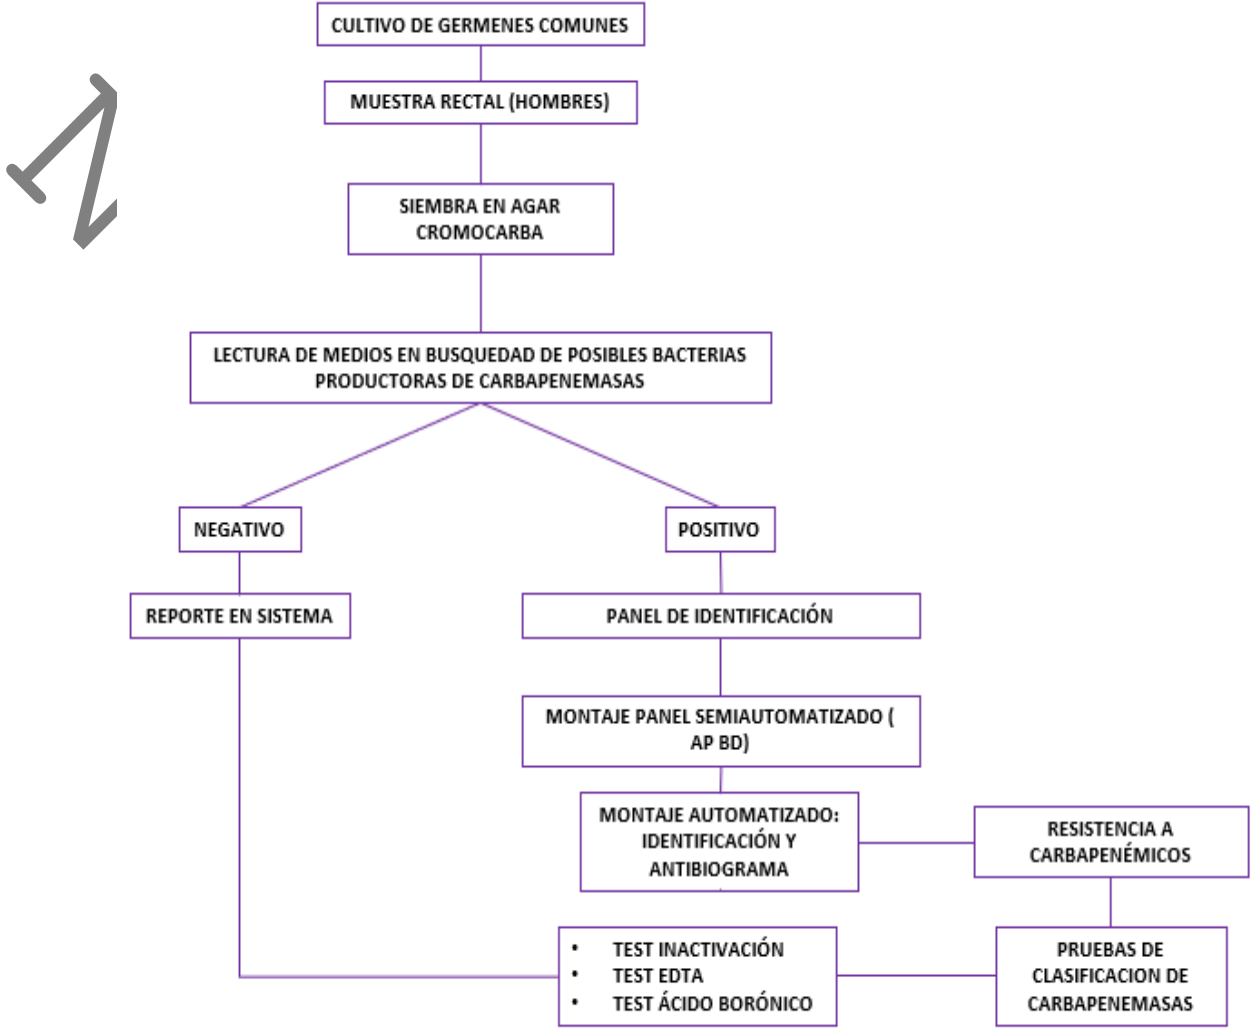 CULTIVO DE GERMENES COMUNES
MUESTRA RECTAL (HOMBRES)
SIEMBRA EN AGAR
CROMOCARBA
LECTURA DE MEDIOS EN BUSQUEDAD DE POSIBLES BACTERIAS
PRODUCTORAS DE CARBAPENEMASAS
NEGATIVO
POSITIVO
REPORTE EN SISTEMA
PANEL DE IDENTIFICACIÓN
MONTAJE PANEL SEMIAUTOMATIZADO (
AP BD)
MONTAJE AUTOMATIZADO:
IDENTIFICACIÓN Y
ANTIBIOGRAMA
RESISTENCIA A
CARBAPENÉMICOS
PRUEBAS DE
CLASIFICACION DE
CARBAPENEMASAS
• TEST INACTIVACIÓN
• TEST EDTA
• TEST ÁCIDO BORÓNICO